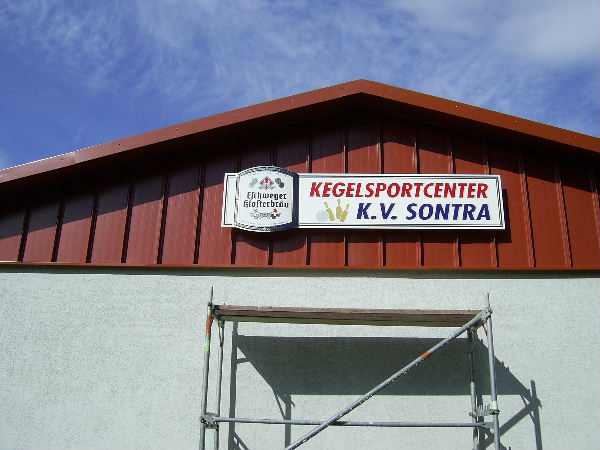 Eschweger
Klosterbräu
KEGELSPORTCENTER
K.V. SONTRA